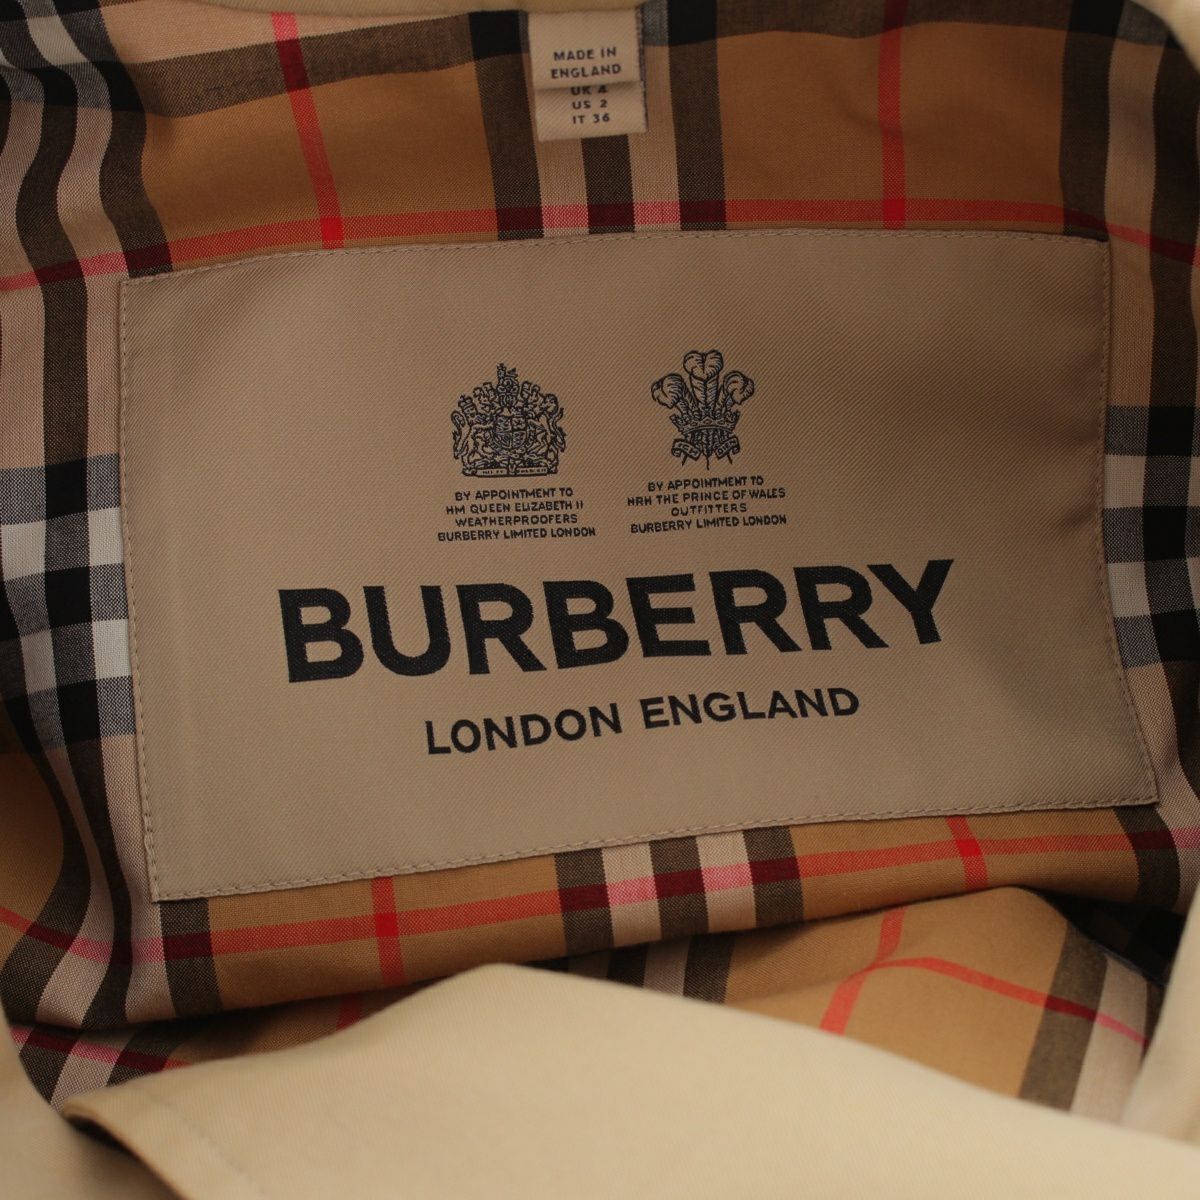 MADE IN
ENGLAND
UK 4
US 2
IT 36
BY APPOINTMENT TO
HM QUEEN ELIZABETH II
WEATHERPROOFERS
BURBERRY LIMITED LONDON
BY APPOINTMENT TO
HRH THE PRINCE OF WALES
OUTFITTERS
BURBERRY LIMITED LONDON
BURBERRY
LONDON ENGLAND